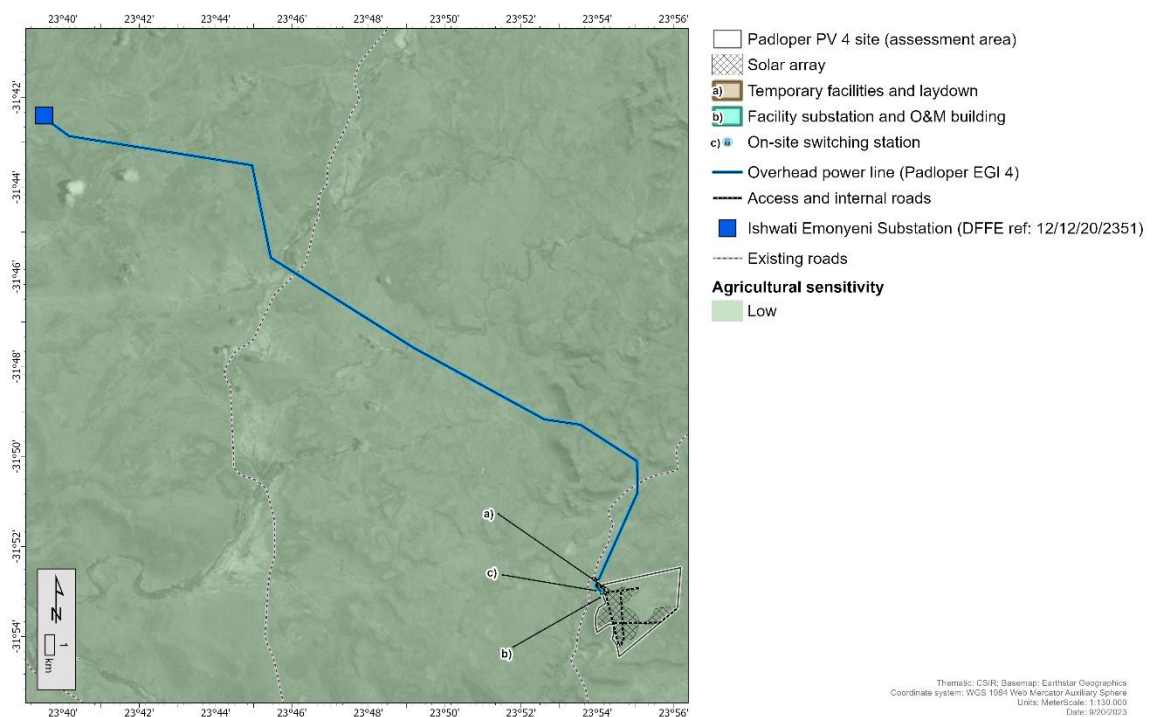 23°40' 23°42' 23°44' 23°46' 23°48' 23°50' 23°52' 23°54' 23°56'
-31°42'
-31°44'
-31°46'
-31°48'
-31°50'
-31°52'
-31°54'
a)
c)
b)
N
1
km
23°40' 23°42' 23°44' 23°46' 23°48' 23°50' 23°52' 23°54' 23°56'
Padloper PV 4 site (assessment area)
Solar array
a) Temporary facilities and laydown
b) Facility substation and O&M building
c) On-site switching station
Overhead power line (Padloper EGI 4)
Access and internal roads
Ishwati Emonyeni Substation (DFFE ref: 12/12/20/2351)
Existing roads
Agricultural sensitivity
Low
Thematic: CSIR; Basemap: Earthstar Geographics
Coordinate system: WGS 1984 Web Mercator Auxiliary Sphere
Units: MeterScale: 1:130,000
Date: 9/20/2023